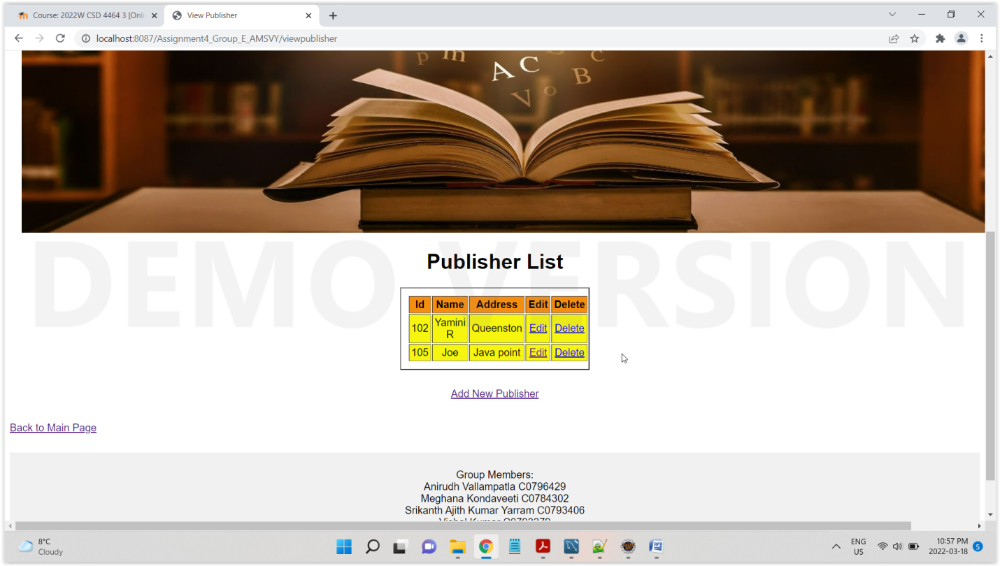 Course: 2022W CSD 4464 3 [Onli
View Publisher
localhost:8087/Assignment4_Group_E_AMSVY/viewpublisher
p m A C C
V o B
DEMO VERSION
Publisher List
Id Name Address Edit Delete
102 Yamini R Queenston Edit Delete
105 Joe Java point Edit Delete
Add New Publisher
Back to Main Page
Group Members:
Anirudh Vallampatla C0796429
Meghana Kondaveeti C0784302
Srikanth Ajith Kumar Yarram C0793406
8°C
Cloudy
ENG
US
10:57 PM
2022-03-18
5